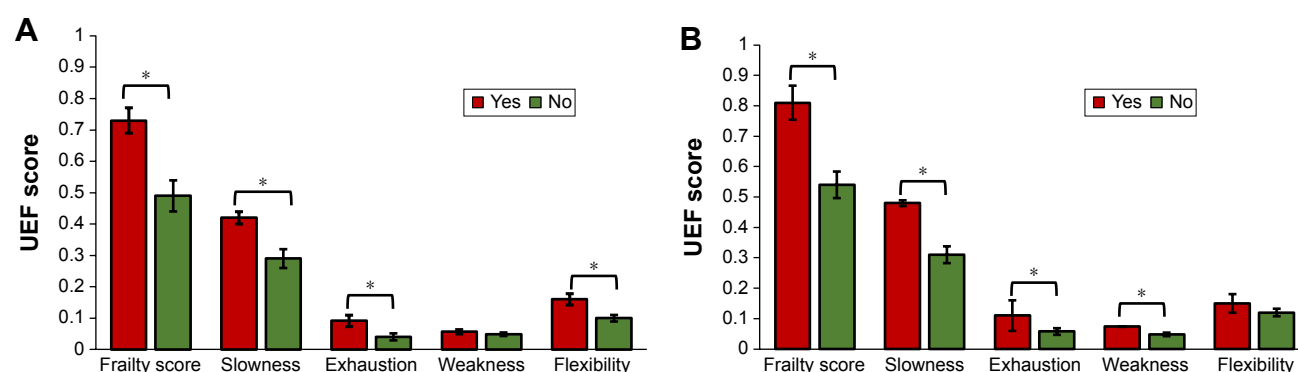 A
UEF score
1
0.9
0.8
0.7
0.6
0.5
0.4
0.3
0.2
0.1
0
* * * *
Yes No
Frailty score Slowness Exhaustion Weakness Flexibility
B
UEF score
1
0.9
0.8
0.7
0.6
0.5
0.4
0.3
0.2
0.1
0
* * * *
Yes No
Frailty score Slowness Exhaustion Weakness Flexibility